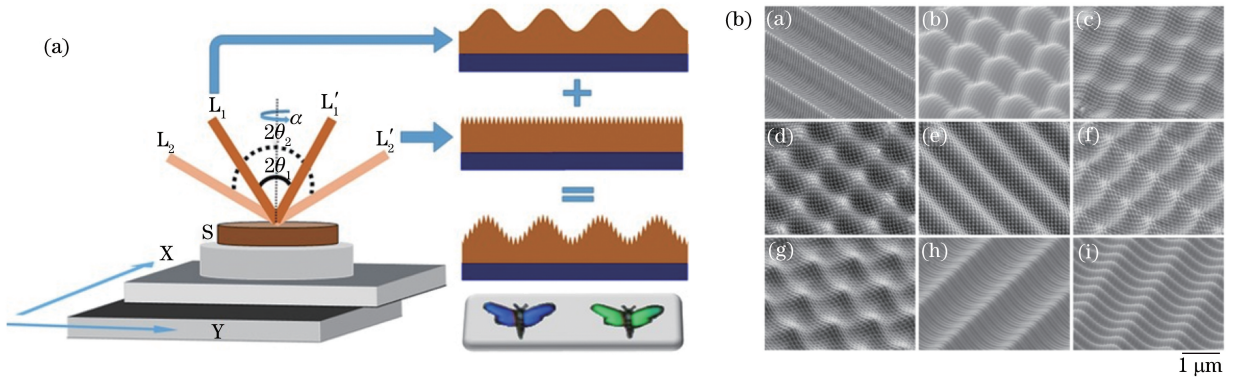 (a)
L₁
L₁′
α
2θ₂
L₂
L₂′
2θ₁
S
X
Y
(b)
(a)
(b)
(c)
(d)
(e)
(f)
(g)
(h)
(i)
1 μm